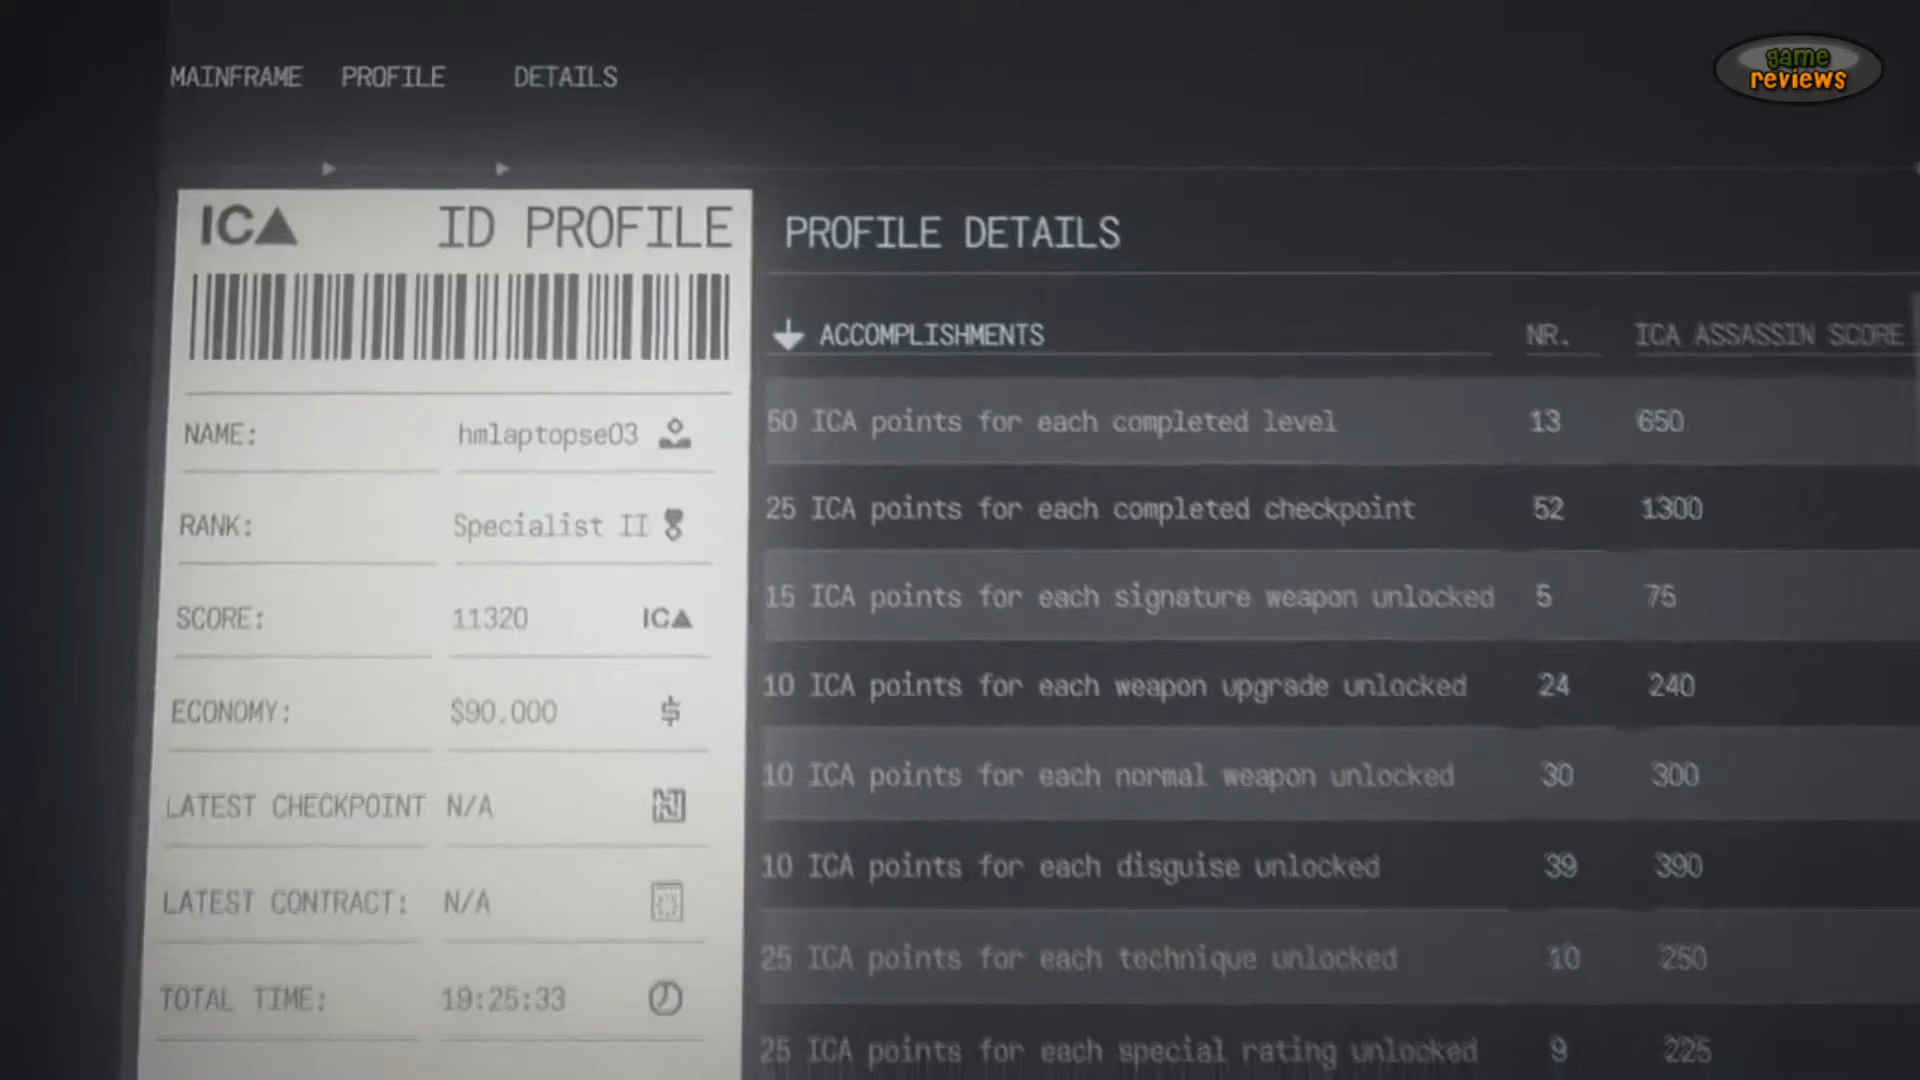 MAINFRAME PROFILE DETAILS
game
reviews
ICA ID PROFILE
NAME: hmlaptopse03
RANK: Specialist II
SCORE: 11320 ICA
ECONOMY: $90.000 $
LATEST CHECKPOINT N/A
LATEST CONTRACT: N/A
TOTAL TIME: 19:25:33
PROFILE DETAILS
ACCOMPLISHMENTS NR. ICA ASSASSIN SCORE
50 ICA points for each completed level 13 650
25 ICA points for each completed checkpoint 52 1300
15 ICA points for each signature weapon unlocked 5 75
10 ICA points for each weapon upgrade unlocked 24 240
10 ICA points for each normal weapon unlocked 30 300
10 ICA points for each disguise unlocked 39 390
25 ICA points for each technique unlocked 10 250
25 ICA points for each special rating unlocked 9 225